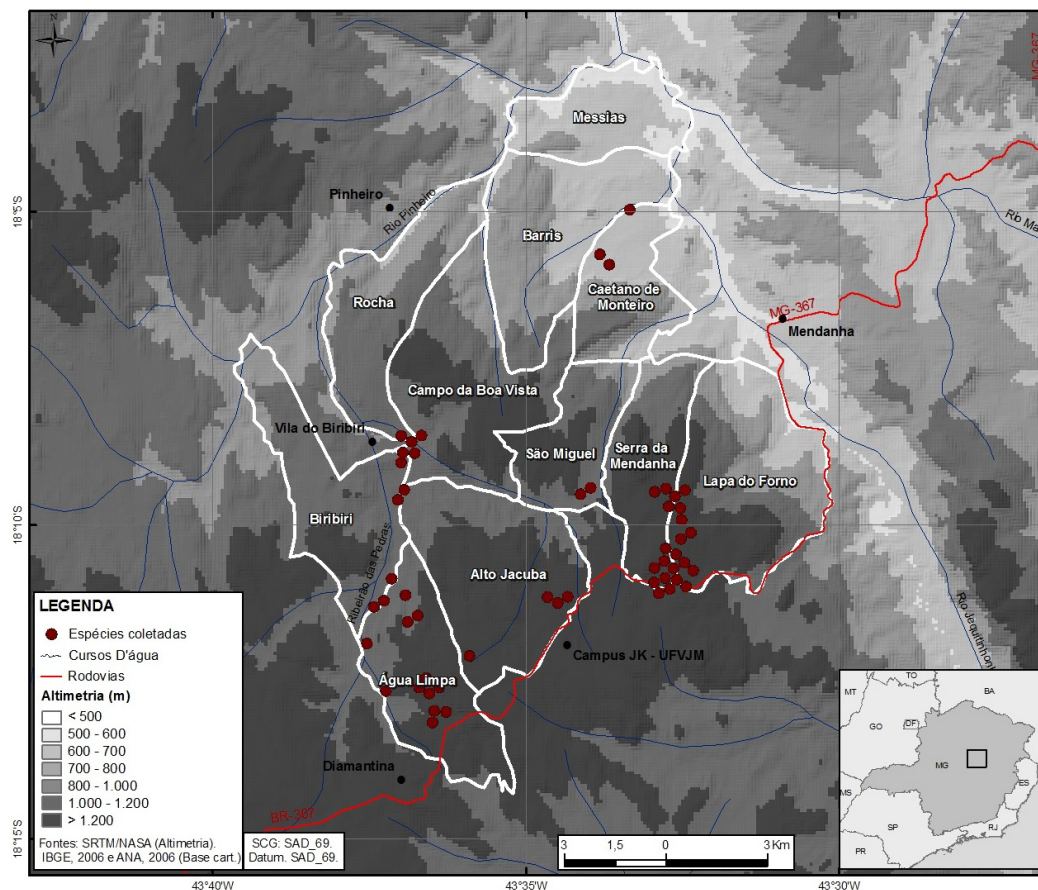 N
MG-367
Messias
Pinheiro
Rio Pinheiro
18°5'S
Barris
Rio Ma
Rocha
Caetano de
Monteiro
MG-367
Mendanha
Campo da Boa Vista
Vila do Biribiri
São Miguel
Serra da
Mendanha
Lapa do Forno
Biribiri
18°10'S
Ribeirão das Pedras
Alto Jacuba
Rio Jequitinhonh
Campus JK - UFVJM
Água Limpa
Diamantina
BR-367
18°15'S
LEGENDA
Espécies coletadas
Cursos D'água
Rodovias
Altimetria (m)
< 500
500 - 600
600 - 700
700 - 800
800 - 1.000
1.000 - 1.200
> 1.200
Fontes: SRTM/NASA (Altimetria).
IBGE, 2006 e ANA, 2006 (Base cart.)
SCG: SAD_69.
Datum. SAD_69.
3 1,5 0 3 Km
TO
MT
BA
GO
DF
MG
ES
MS
SP
RJ
PR
43°40'W
43°35'W
43°30'W